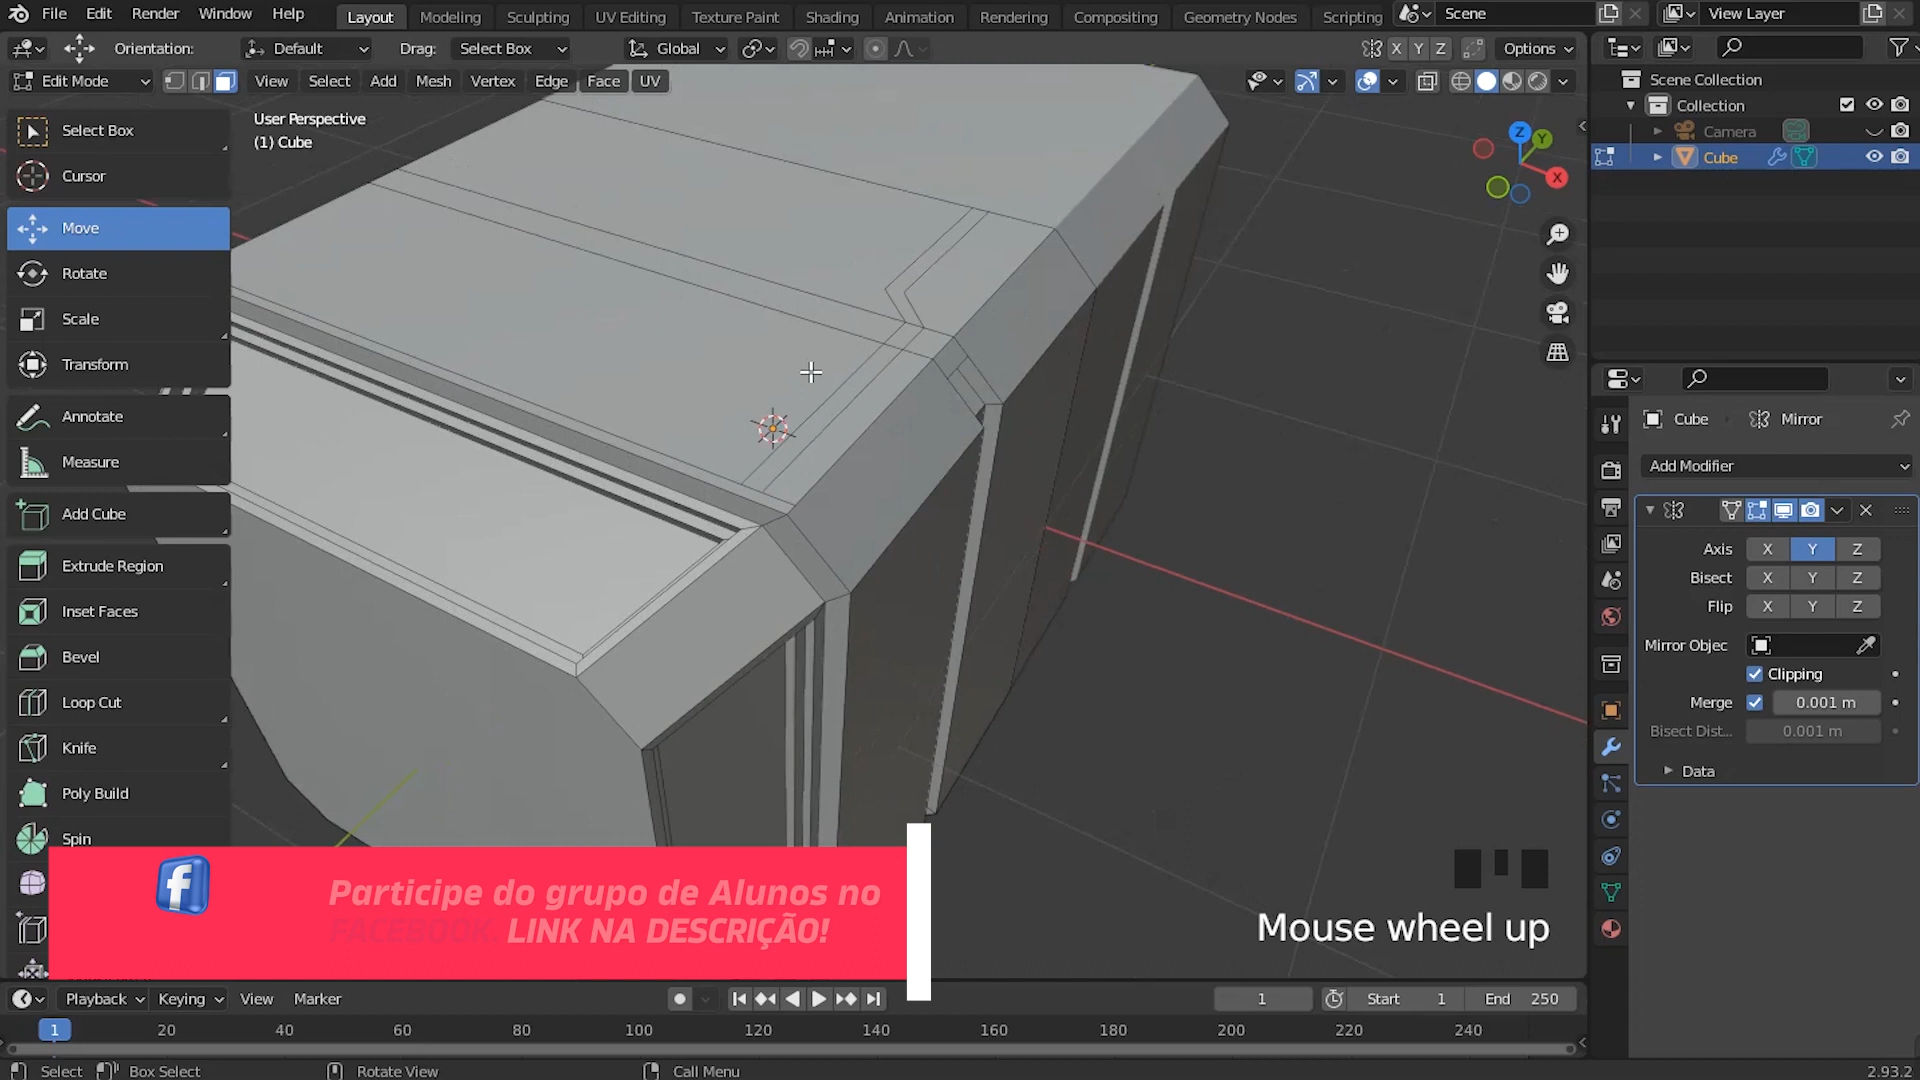 File Edit Render Window Help Layout Modeling Sculpting UV Editing Texture Paint Shading Animation Rendering Compositing Geometry Nodes Scripting Scene View Layer
Orientation: Default Drag: Select Box Global X Y Z Options
Edit Mode View Select Add Mesh Vertex Edge Face UV
Scene Collection
Collection
Camera
Cube
User Perspective
(1) Cube
Z
Y
X
Select Box
Cursor
Move
Rotate
Scale
Transform
Annotate
Measure
Add Cube
Extrude Region
Inset Faces
Bevel
Loop Cut
Knife
Poly Build
Spin
Cube Mirror
Add Modifier
Axis X Y Z
Bisect X Y Z
Flip X Y Z
Mirror Objec
Clipping
Merge 0.001 m
Bisect Dist... 0.001 m
Data
Participe do grupo de Alunos no
FACEBOOK. LINK NA DESCRIÇÃO!
Mouse wheel up
Playback Keying View Marker 1 Start 1 End 250
1 20 40 60 80 100 120 140 160 180 200 220 240
Select Box Select Rotate View Call Menu 2.93.2